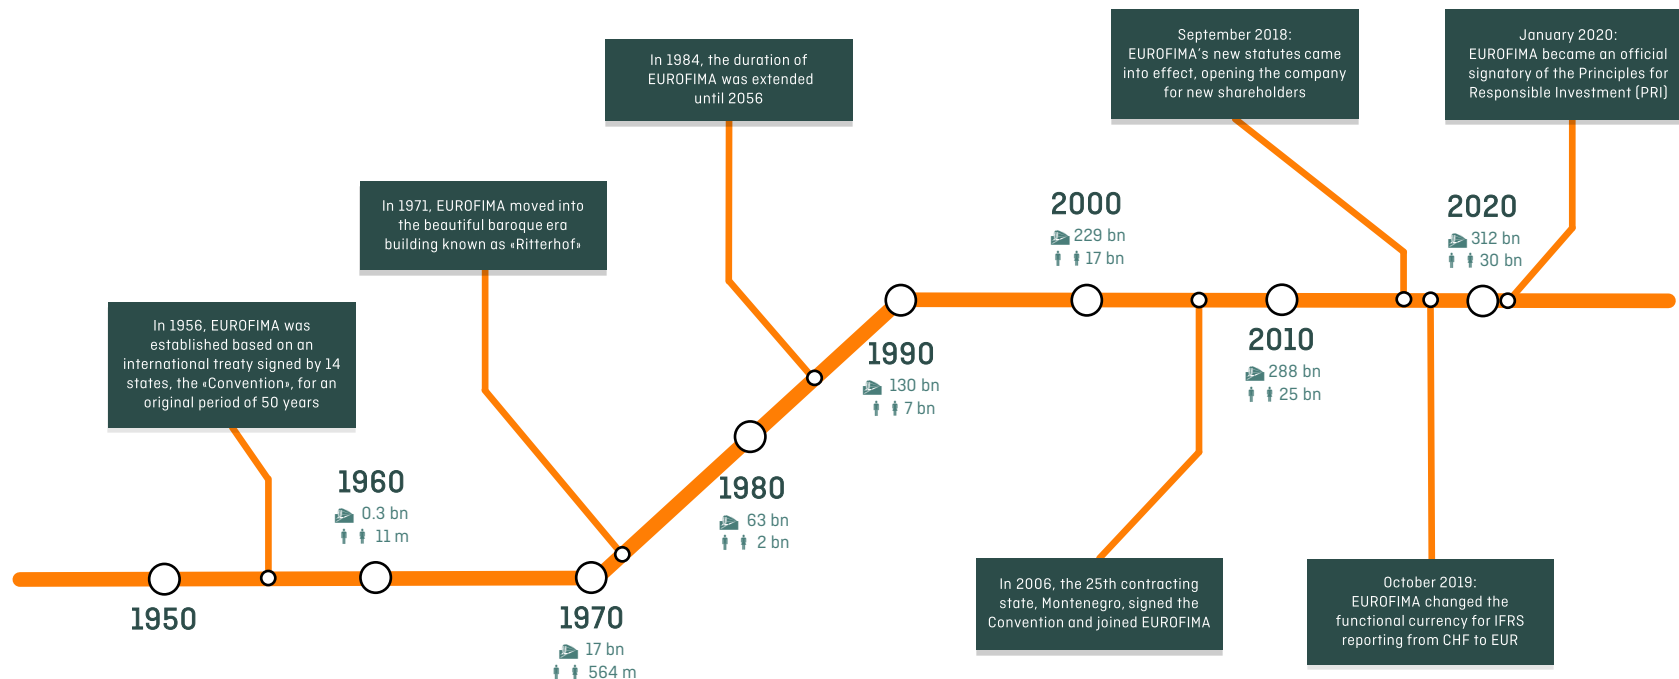 In 1956, EUROFIMA was
established based on an
international treaty signed by 14
states, the «Convention», for an
original period of 50 years
In 1971, EUROFIMA moved into
the beautiful baroque era
building known as «Ritterhof»
In 1984, the duration of
EUROFIMA was extended
until 2056
September 2018:
EUROFIMA's new statutes came
into effect, opening the company
for new shareholders
January 2020:
EUROFIMA became an official
signatory of the Principles for
Responsible Investment (PRI)
1950
1960
0.3 bn
11 m
1970
17 bn
564 m
1980
63 bn
2 bn
1990
130 bn
7 bn
2000
229 bn
17 bn
2010
288 bn
25 bn
2020
312 bn
30 bn
In 2006, the 25th contracting
state, Montenegro, signed the
Convention and joined EUROFIMA
October 2019:
EUROFIMA changed the
functional currency for IFRS
reporting from CHF to EUR